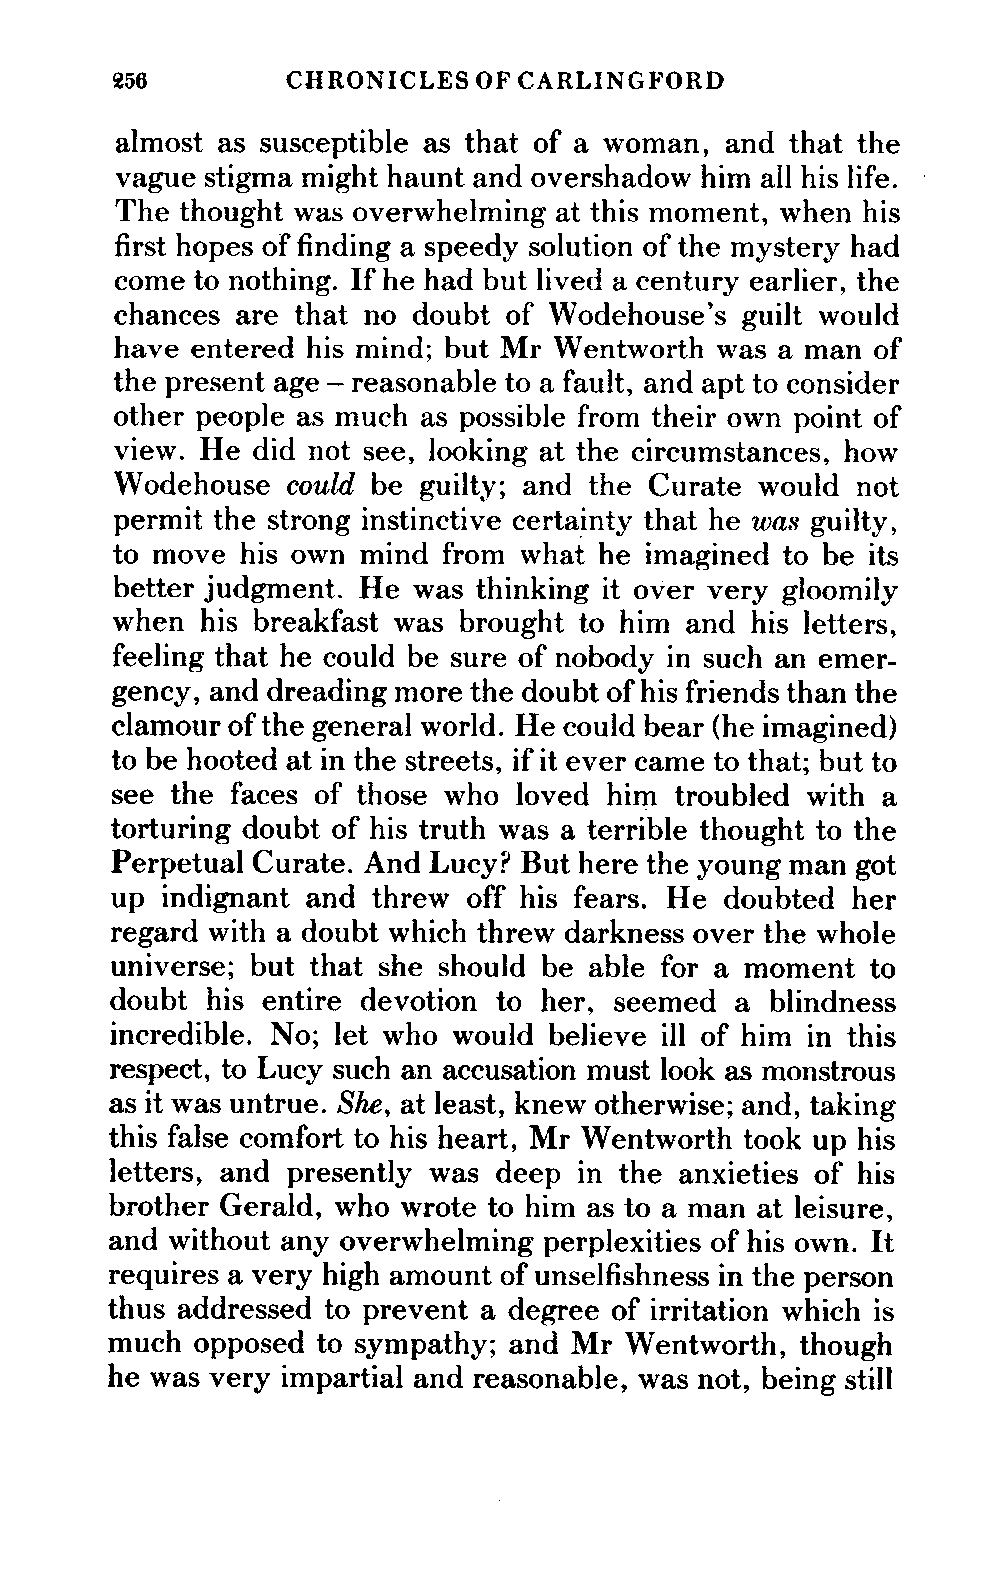 256 CHRONICLES OF CARLINGFORD
almost as susceptible as that of a woman, and that the
vague stigma might haunt and overshadow him all his life.
The thought was overwhelming at this moment, when his
first hopes of finding a speedy solution of the mystery had
come to nothing. If he had but lived a century earlier, the
chances are that no doubt of Wodehouse's guilt would
have entered his mind; but Mr Wentworth was a man of
the present age – reasonable to a fault, and apt to consider
other people as much as possible from their own point of
view. He did not see, looking at the circumstances, how
Wodehouse could be guilty; and the Curate would not
permit the strong instinctive certainty that he was guilty,
to move his own mind from what he imagined to be its
better judgment. He was thinking it over very gloomily
when his breakfast was brought to him and his letters,
feeling that he could be sure of nobody in such an emer-
gency, and dreading more the doubt of his friends than the
clamour of the general world. He could bear (he imagined)
to be hooted at in the streets, if it ever came to that; but to
see the faces of those who loved him troubled with a
torturing doubt of his truth was a terrible thought to the
Perpetual Curate. And Lucy? But here the young man got
up indignant and threw off his fears. He doubted her
regard with a doubt which threw darkness over the whole
universe; but that she should be able for a moment to
doubt his entire devotion to her, seemed a blindness
incredible. No; let who would believe ill of him in this
respect, to Lucy such an accusation must look as monstrous
as it was untrue. She, at least, knew otherwise; and, taking
this false comfort to his heart, Mr Wentworth took up his
letters, and presently was deep in the anxieties of his
brother Gerald, who wrote to him as to a man at leisure,
and without any overwhelming perplexities of his own. It
requires a very high amount of unselfishness in the person
thus addressed to prevent a degree of irritation which is
much opposed to sympathy; and Mr Wentworth, though
he was very impartial and reasonable, was not, being still